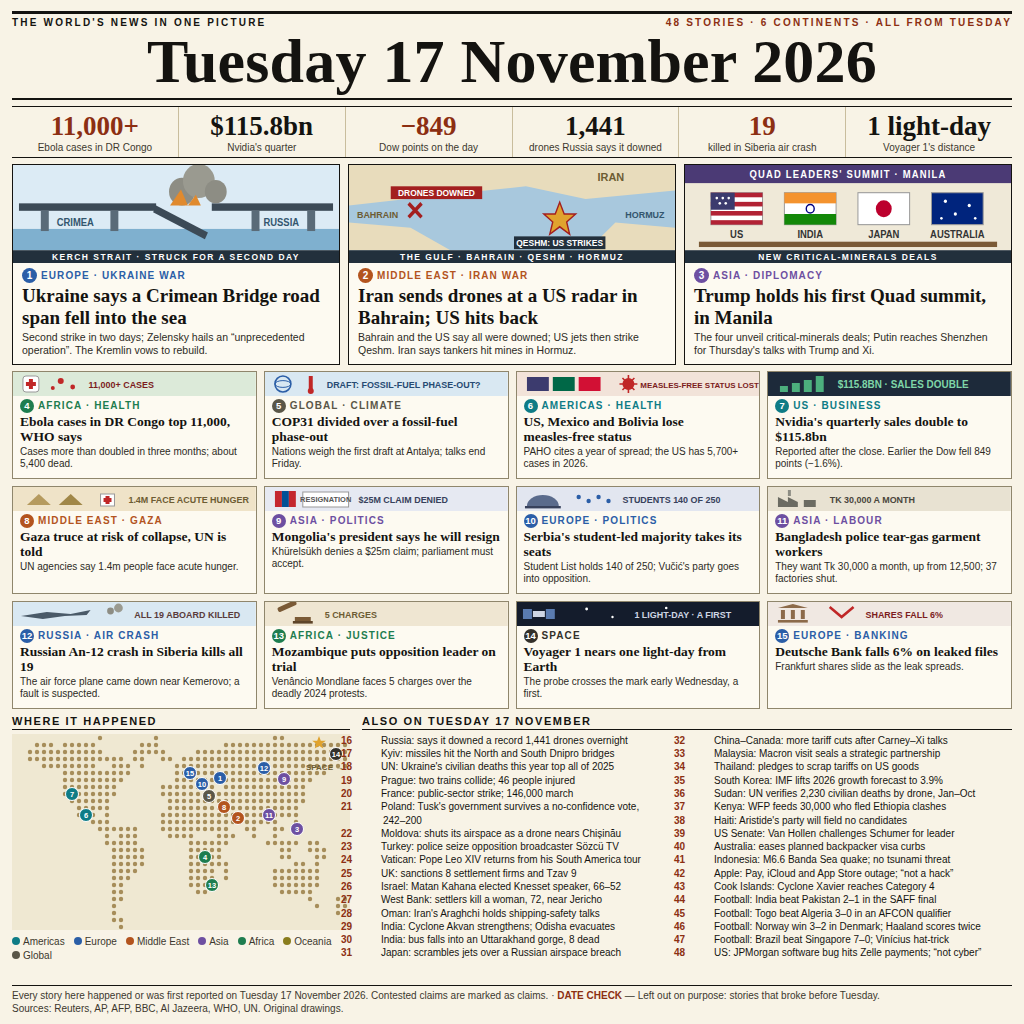 THE WORLD'S NEWS IN ONE PICTURE
48 STORIES · 6 CONTINENTS · ALL FROM TUESDAY
Tuesday 17 November 2026
11,000+
Ebola cases in DR Congo
$115.8bn
Nvidia's quarter
−849
Dow points on the day
1,441
drones Russia says it downed
19
killed in Siberia air crash
1 light-day
Voyager 1's distance
CRIMEA
RUSSIA
KERCH STRAIT · STRUCK FOR A SECOND DAY
1 EUROPE · UKRAINE WAR
Ukraine says a Crimean Bridge road
span fell into the sea
Second strike in two days; Zelensky hails an “unprecedented
operation”. The Kremlin vows to rebuild.
IRAN
DRONES DOWNED
BAHRAIN
HORMUZ
QESHM: US STRIKES
THE GULF · BAHRAIN · QESHM · HORMUZ
2 MIDDLE EAST · IRAN WAR
Iran sends drones at a US radar in
Bahrain; US hits back
Bahrain and the US say all were downed; US jets then strike
Qeshm. Iran says tankers hit mines in Hormuz.
QUAD LEADERS' SUMMIT · MANILA
US
INDIA
JAPAN
AUSTRALIA
NEW CRITICAL-MINERALS DEALS
3 ASIA · DIPLOMACY
Trump holds his first Quad summit,
in Manila
The four unveil critical-minerals deals; Putin reaches Shenzhen
for Thursday's talks with Trump and Xi.
11,000+ CASES
4 AFRICA · HEALTH
Ebola cases in DR Congo top 11,000,
WHO says
Cases more than doubled in three months; about
5,400 dead.
DRAFT: FOSSIL-FUEL PHASE-OUT?
5 GLOBAL · CLIMATE
COP31 divided over a fossil-fuel
phase-out
Nations weigh the first draft at Antalya; talks end
Friday.
MEASLES-FREE STATUS LOST
6 AMERICAS · HEALTH
US, Mexico and Bolivia lose
measles-free status
PAHO cites a year of spread; the US has 5,700+
cases in 2026.
$115.8BN · SALES DOUBLE
7 US · BUSINESS
Nvidia's quarterly sales double to
$115.8bn
Reported after the close. Earlier the Dow fell 849
points (−1.6%).
1.4M FACE ACUTE HUNGER
8 MIDDLE EAST · GAZA
Gaza truce at risk of collapse, UN is
told
UN agencies say 1.4m people face acute hunger.
RESIGNATION
$25M CLAIM DENIED
9 ASIA · POLITICS
Mongolia's president says he will resign
Khürelsükh denies a $25m claim; parliament must
accept.
STUDENTS 140 OF 250
10 EUROPE · POLITICS
Serbia's student-led majority takes its
seats
Student List holds 140 of 250; Vučić's party goes
into opposition.
TK 30,000 A MONTH
11 ASIA · LABOUR
Bangladesh police tear-gas garment
workers
They want Tk 30,000 a month, up from 12,500; 37
factories shut.
ALL 19 ABOARD KILLED
12 RUSSIA · AIR CRASH
Russian An-12 crash in Siberia kills all
19
The air force plane came down near Kemerovo; a
fault is suspected.
5 CHARGES
13 AFRICA · JUSTICE
Mozambique puts opposition leader on
trial
Venâncio Mondlane faces 5 charges over the
deadly 2024 protests.
1 LIGHT-DAY · A FIRST
14 SPACE
Voyager 1 nears one light-day from
Earth
The probe crosses the mark early Wednesday, a
first.
SHARES FALL 6%
15 EUROPE · BANKING
Deutsche Bank falls 6% on leaked files
Frankfurt shares slide as the leak spreads.
WHERE IT HAPPENED
14
SPACE
15
10
1
12
9
5
7
6
8
2
11
3
4
13
Americas Europe Middle East Asia Africa Oceania
Global
ALSO ON TUESDAY 17 NOVEMBER
16 Russia: says it downed a record 1,441 drones overnight
17 Kyiv: missiles hit the North and South Dnipro bridges
18 UN: Ukraine's civilian deaths this year top all of 2025
19 Prague: two trains collide; 46 people injured
20 France: public-sector strike; 146,000 march
21 Poland: Tusk's government survives a no-confidence vote,
242–200
22 Moldova: shuts its airspace as a drone nears Chișinău
23 Turkey: police seize opposition broadcaster Sözcü TV
24 Vatican: Pope Leo XIV returns from his South America tour
25 UK: sanctions 8 settlement firms and Tzav 9
26 Israel: Matan Kahana elected Knesset speaker, 66–52
27 West Bank: settlers kill a woman, 72, near Jericho
28 Oman: Iran's Araghchi holds shipping-safety talks
29 India: Cyclone Akvan strengthens; Odisha evacuates
30 India: bus falls into an Uttarakhand gorge, 8 dead
31 Japan: scrambles jets over a Russian airspace breach
32 China–Canada: more tariff cuts after Carney–Xi talks
33 Malaysia: Macron visit seals a strategic partnership
34 Thailand: pledges to scrap tariffs on US goods
35 South Korea: IMF lifts 2026 growth forecast to 3.9%
36 Sudan: UN verifies 2,230 civilian deaths by drone, Jan–Oct
37 Kenya: WFP feeds 30,000 who fled Ethiopia clashes
38 Haiti: Aristide's party will field no candidates
39 US Senate: Van Hollen challenges Schumer for leader
40 Australia: eases planned backpacker visa curbs
41 Indonesia: M6.6 Banda Sea quake; no tsunami threat
42 Apple: Pay, iCloud and App Store outage; “not a hack”
43 Cook Islands: Cyclone Xavier reaches Category 4
44 Football: India beat Pakistan 2–1 in the SAFF final
45 Football: Togo beat Algeria 3–0 in an AFCON qualifier
46 Football: Norway win 3–2 in Denmark; Haaland scores twice
47 Football: Brazil beat Singapore 7–0; Vinícius hat-trick
48 US: JPMorgan software bug hits Zelle payments; “not cyber”
Every story here happened or was first reported on Tuesday 17 November 2026. Contested claims are marked as claims. · DATE CHECK — Left out on purpose: stories that broke before Tuesday.
Sources: Reuters, AP, AFP, BBC, Al Jazeera, WHO, UN. Original drawings.